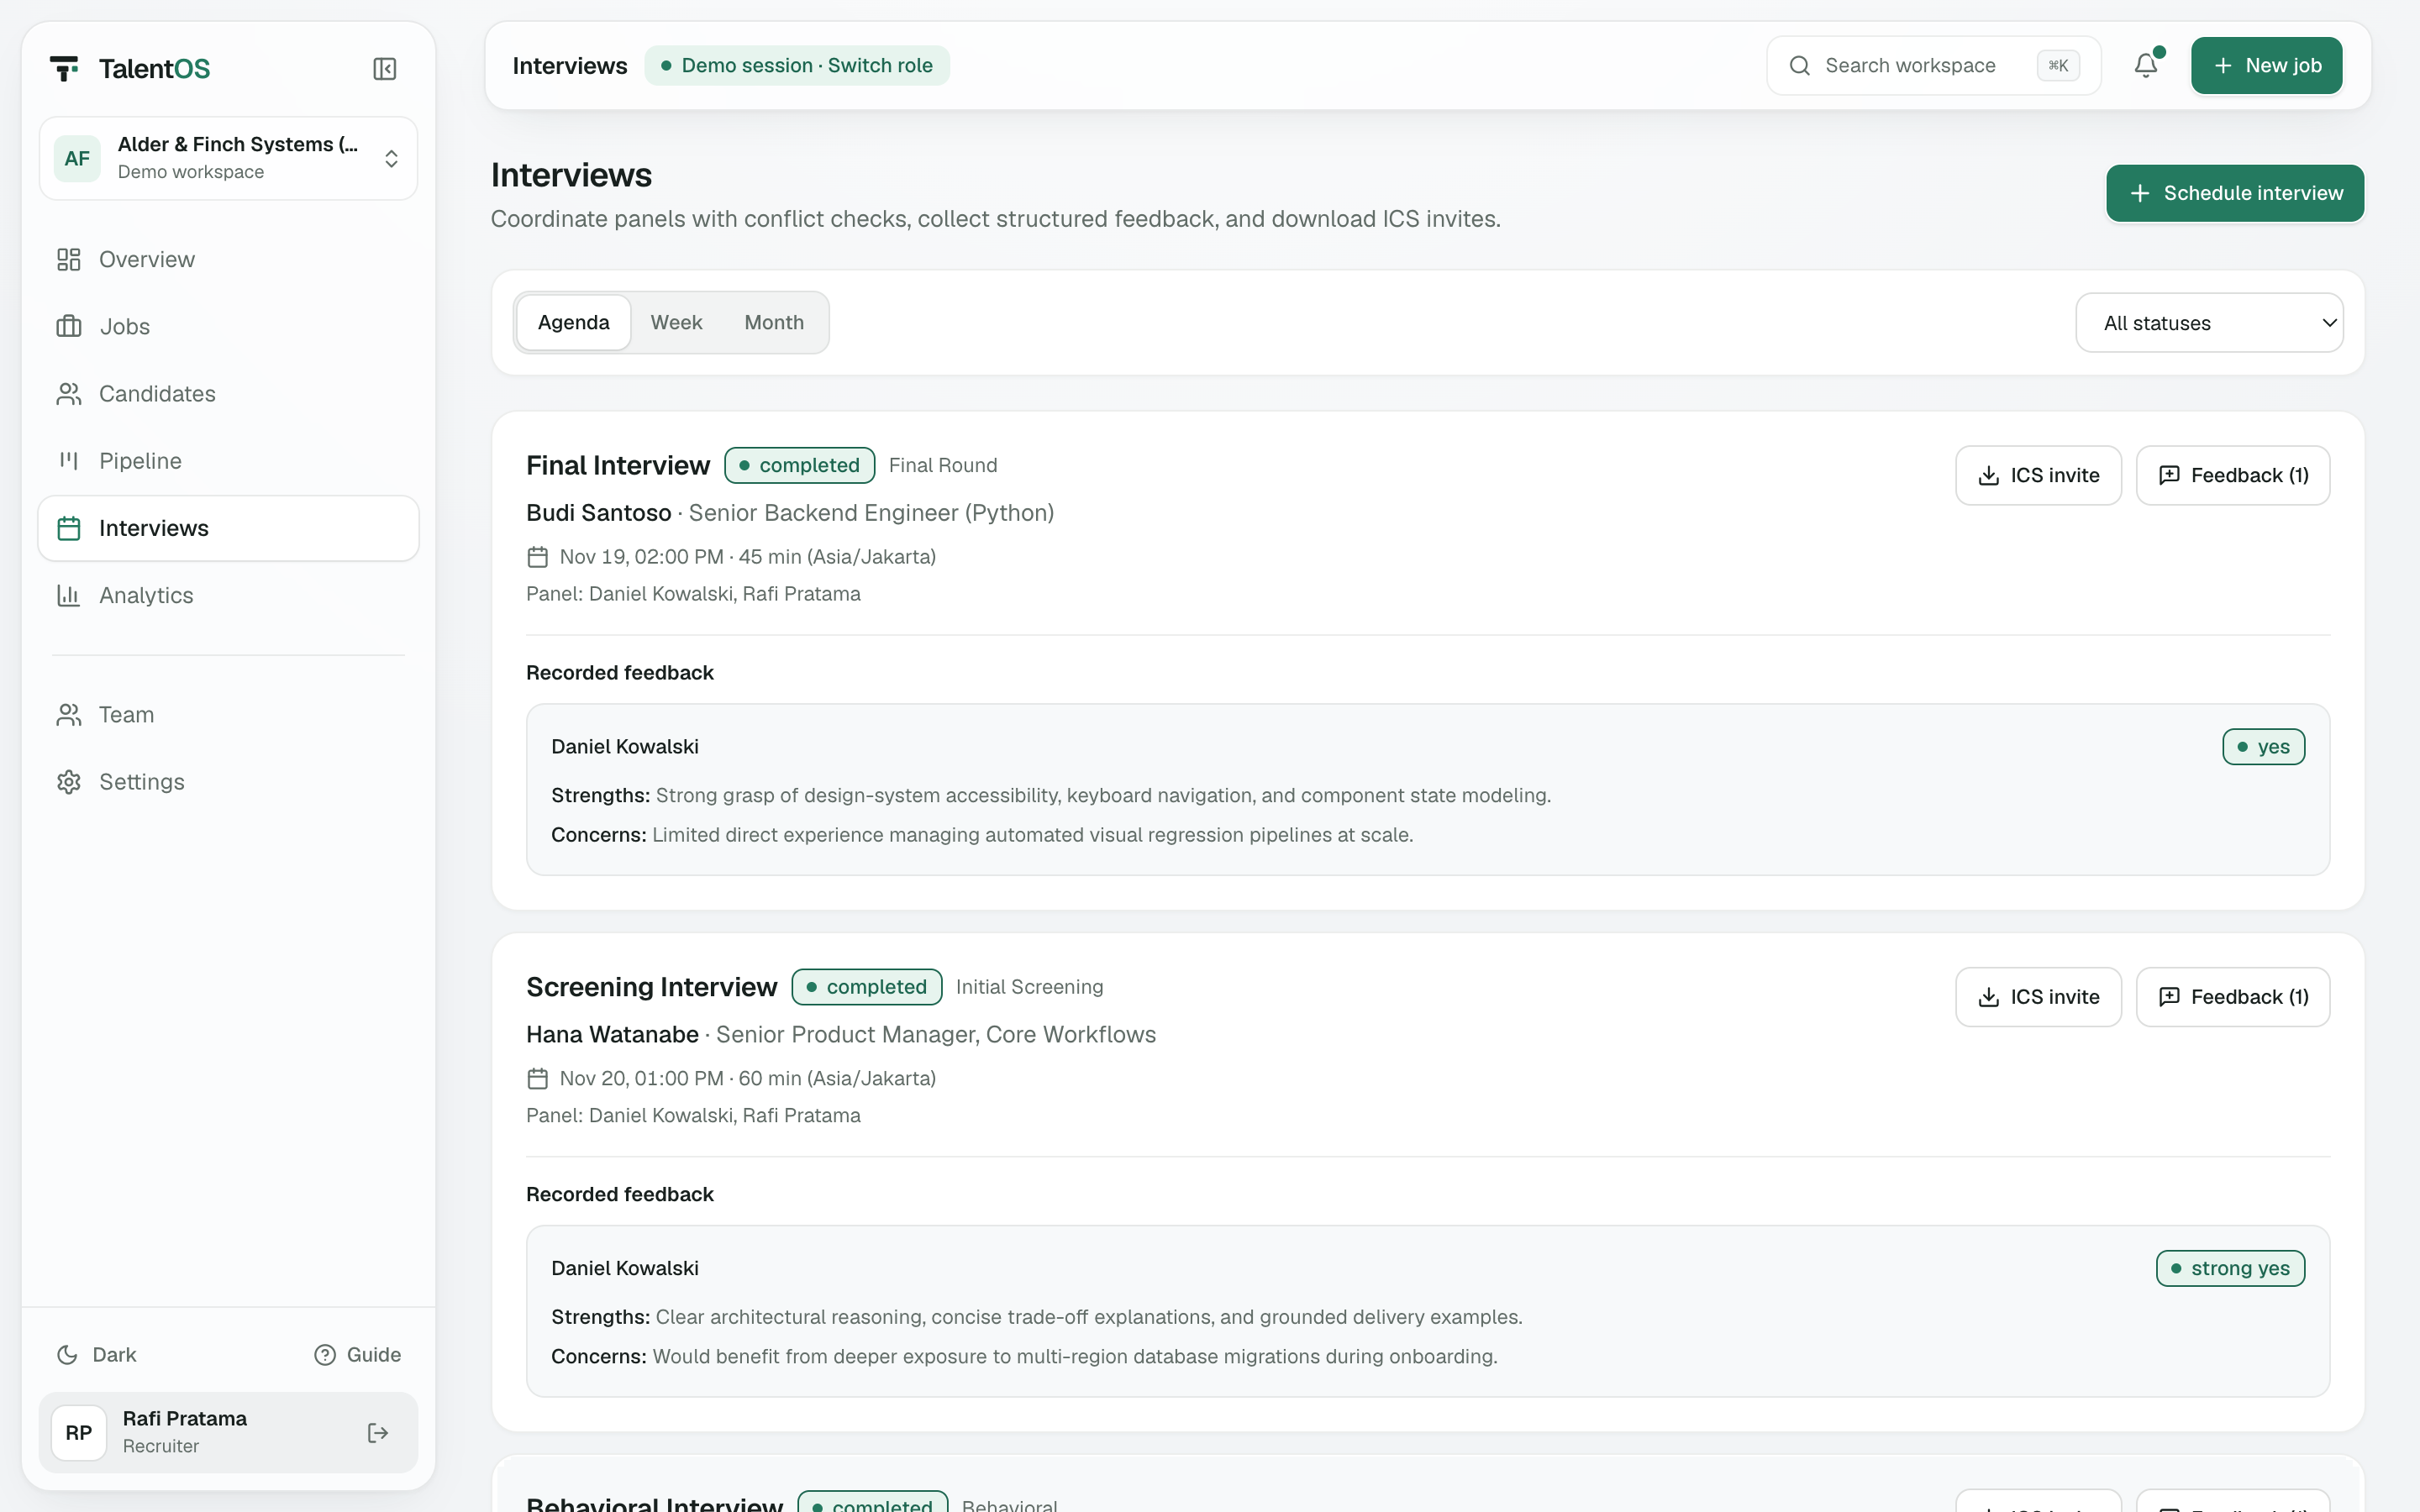 TalentOS
AF
Alder & Finch Systems (...
Demo workspace
Overview
Jobs
Candidates
Pipeline
Interviews
Analytics
Team
Settings
Dark
Guide
RP
Rafi Pratama
Recruiter
Interviews
Demo session · Switch role
Search workspace
⌘K
New job
Interviews
Coordinate panels with conflict checks, collect structured feedback, and download ICS invites.
Schedule interview
Agenda
Week
Month
All statuses
Final Interview
completed
Final Round
ICS invite
Feedback (1)
Budi Santoso · Senior Backend Engineer (Python)
Nov 19, 02:00 PM · 45 min (Asia/Jakarta)
Panel: Daniel Kowalski, Rafi Pratama
Recorded feedback
Daniel Kowalski
yes
Strengths: Strong grasp of design-system accessibility, keyboard navigation, and component state modeling.
Concerns: Limited direct experience managing automated visual regression pipelines at scale.
Screening Interview
completed
Initial Screening
ICS invite
Feedback (1)
Hana Watanabe · Senior Product Manager, Core Workflows
Nov 20, 01:00 PM · 60 min (Asia/Jakarta)
Panel: Daniel Kowalski, Rafi Pratama
Recorded feedback
Daniel Kowalski
strong yes
Strengths: Clear architectural reasoning, concise trade-off explanations, and grounded delivery examples.
Concerns: Would benefit from deeper exposure to multi-region database migrations during onboarding.
Behavioral Interview
completed
Behavioral